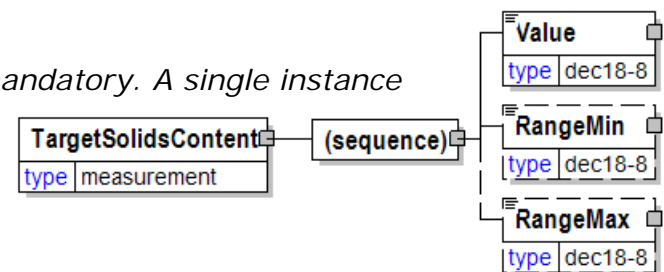 Value
type dec18-8
andatory. A single instance
TargetSolidsContent
type measurement
(sequence)
RangeMin
type dec18-8
RangeMax
type dec18-8